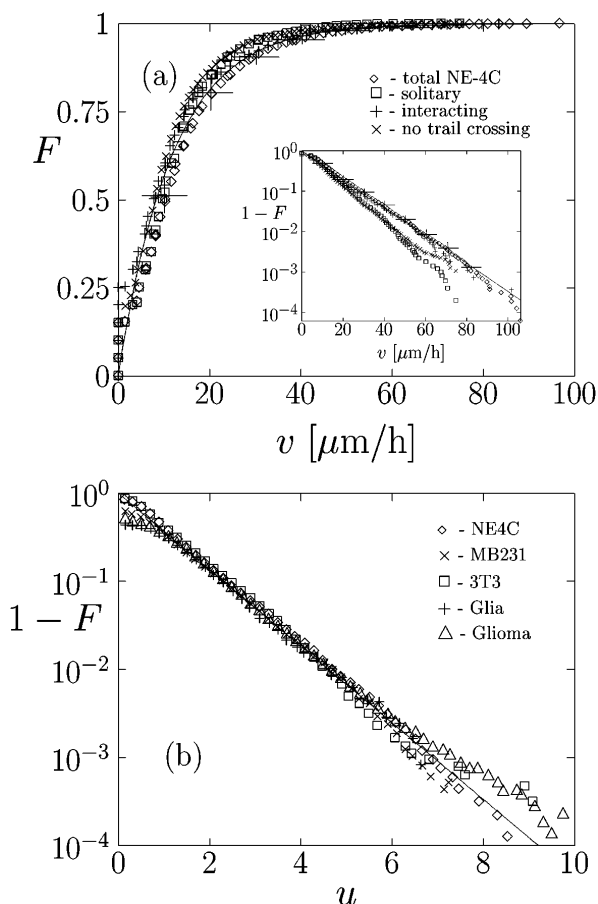 1
0.75
0.5
0.25
0
F
(a)
◇ - total NE-4C
□ - solitary
+ - interacting
× - no trail crossing
10^0
10^-1
1 − F
10^-2
10^-3
10^-4
0 20 40 60 80 100
v [μm/h]
0 20 40 60 80 100
v [μm/h]
10^0
10^-1
1 − F
10^-2
10^-3
10^-4
◇ - NE4C
× - MB231
□ - 3T3
+ - Glia
△ - Glioma
(b)
0 2 4 6 8 10
u